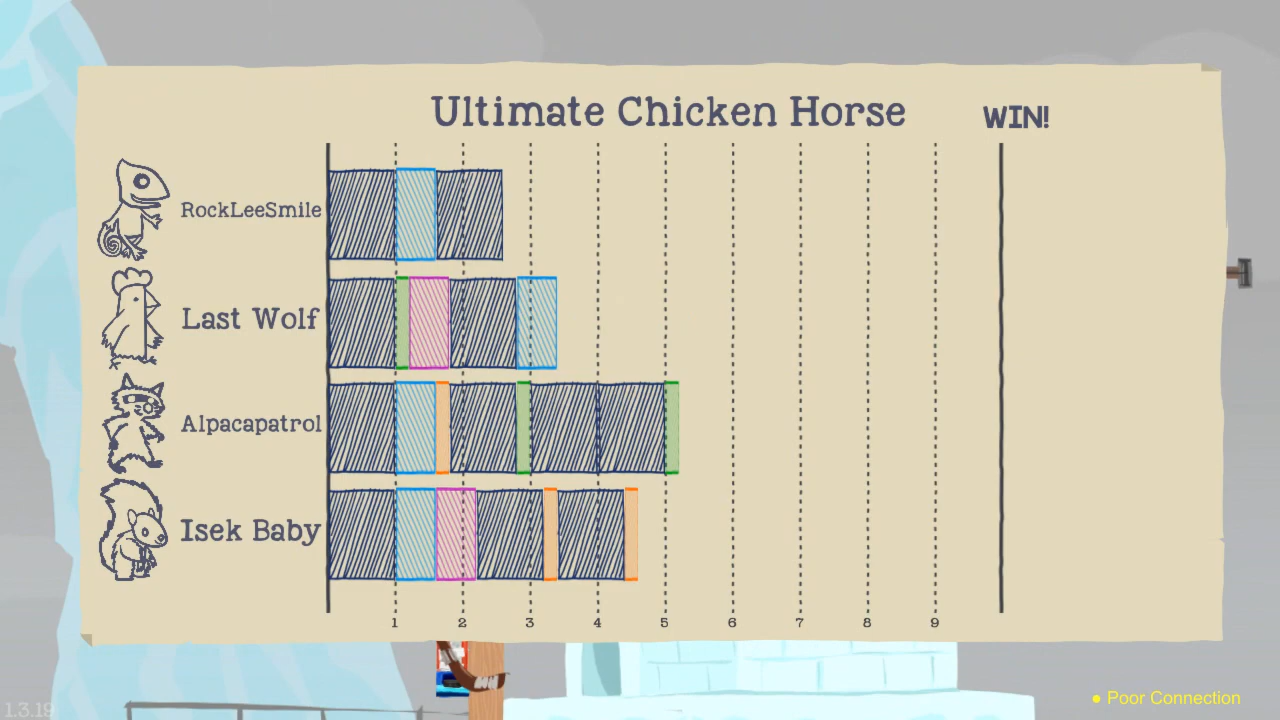 Ultimate Chicken Horse
WIN!
RockLeeSmile
Last Wolf
Alpacapatrol
Isek Baby
1 2 3 4 5 6 7 8 9
1.3.19
● Poor Connection